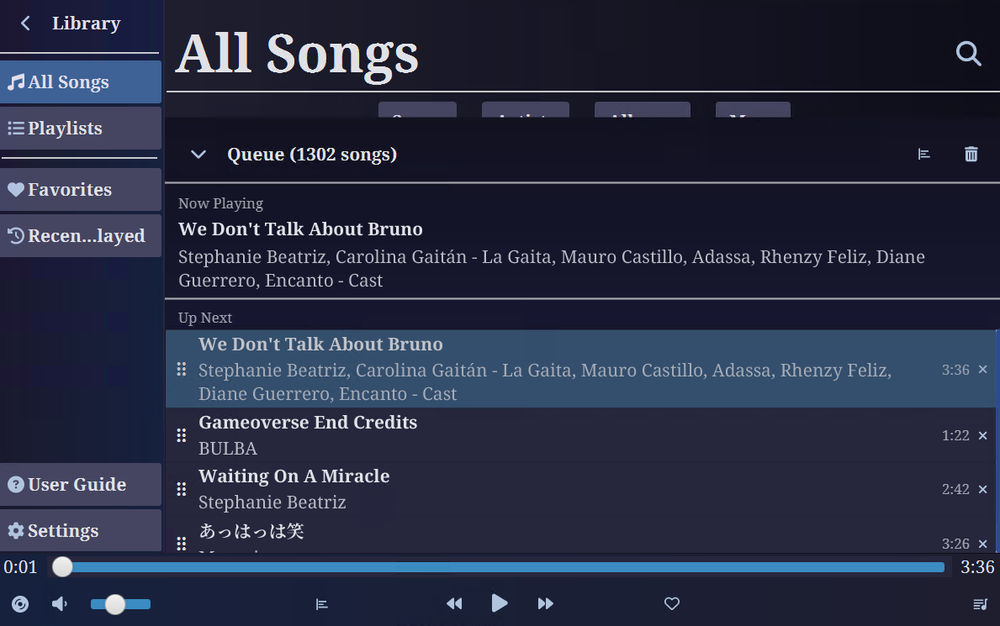 Library
All Songs
Playlists
Favorites
Recen...layed
User Guide
Settings
All Songs
Queue (1302 songs)
Now Playing
We Don't Talk About Bruno
Stephanie Beatriz, Carolina Gaitán - La Gaita, Mauro Castillo, Adassa, Rhenzy Feliz, Diane
Guerrero, Encanto - Cast
Up Next
We Don't Talk About Bruno
Stephanie Beatriz, Carolina Gaitán - La Gaita, Mauro Castillo, Adassa, Rhenzy Feliz,
Diane Guerrero, Encanto - Cast
3:36
Gameoverse End Credits
BULBA
1:22
Waiting On A Miracle
Stephanie Beatriz
2:42
あっはっは笑
3:26
0:01
3:36